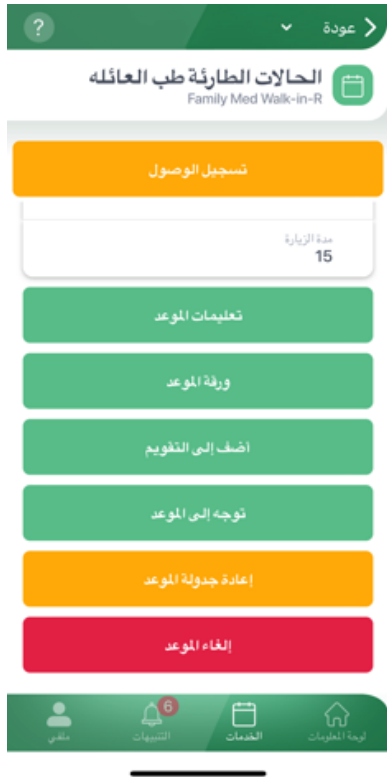 عودة
?
الحالات الطارئة طب العائله
Family Med Walk-in-R
تسجيل الوصول
مدة الزيارة
15
تعليمات الموعد
ورقة الموعد
أضف إلى التقويم
توجه إلى الموعد
إعادة جدولة الموعد
إلغاء الموعد
لوحة المعلومات
الخدمات
6
التنبيهات
ملفي